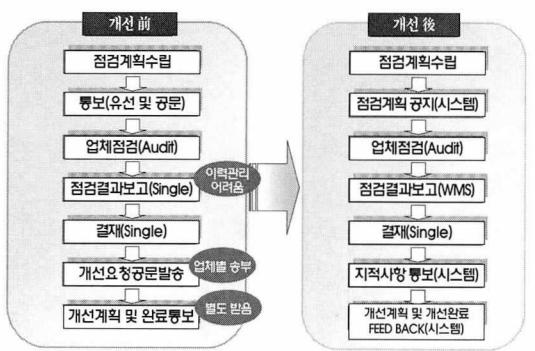 개선 前
점검계획수립
통보(유선 및 공문)
업체점검(Audit)
점검결과보고(Single)
이력관리
어려움
결재(Single)
개선요청공문발송
업체별 송부
개선계획 및 완료통보
별도 받음
개선 後
점검계획수립
점검계획 공지(시스템)
업체점검(Audit)
점검결과보고(WMS)
결재(Single)
지적사항 통보(시스템)
개선계획 및 개선완료
FEED BACK(시스템)